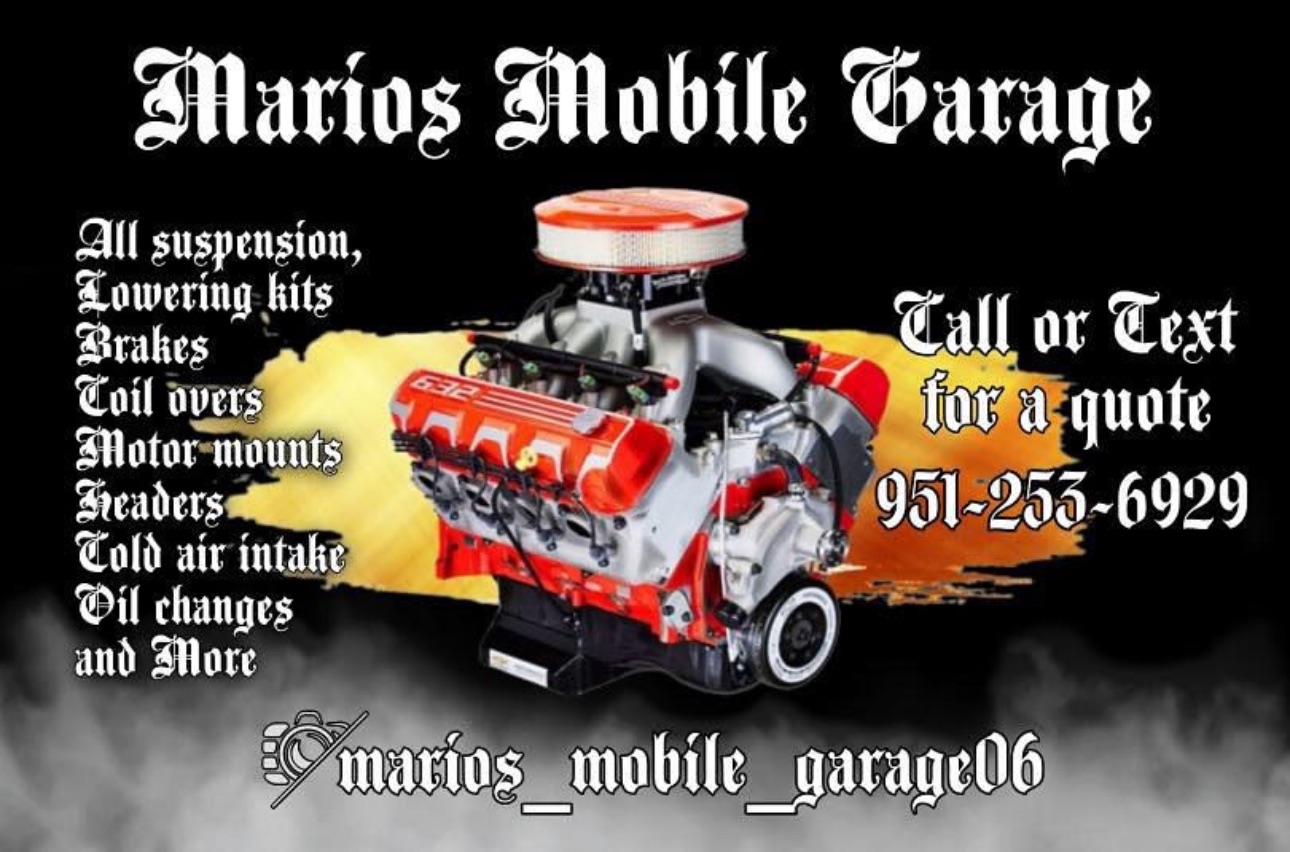 Marios Mobile Garage
All suspension,
Lowering kits
Brakes
Coil overs
Motor mounts
Headers
Cold air intake
Oil changes
and More
632
Call or Text
for a quote
951-253-6929
@marios_mobile_garage06